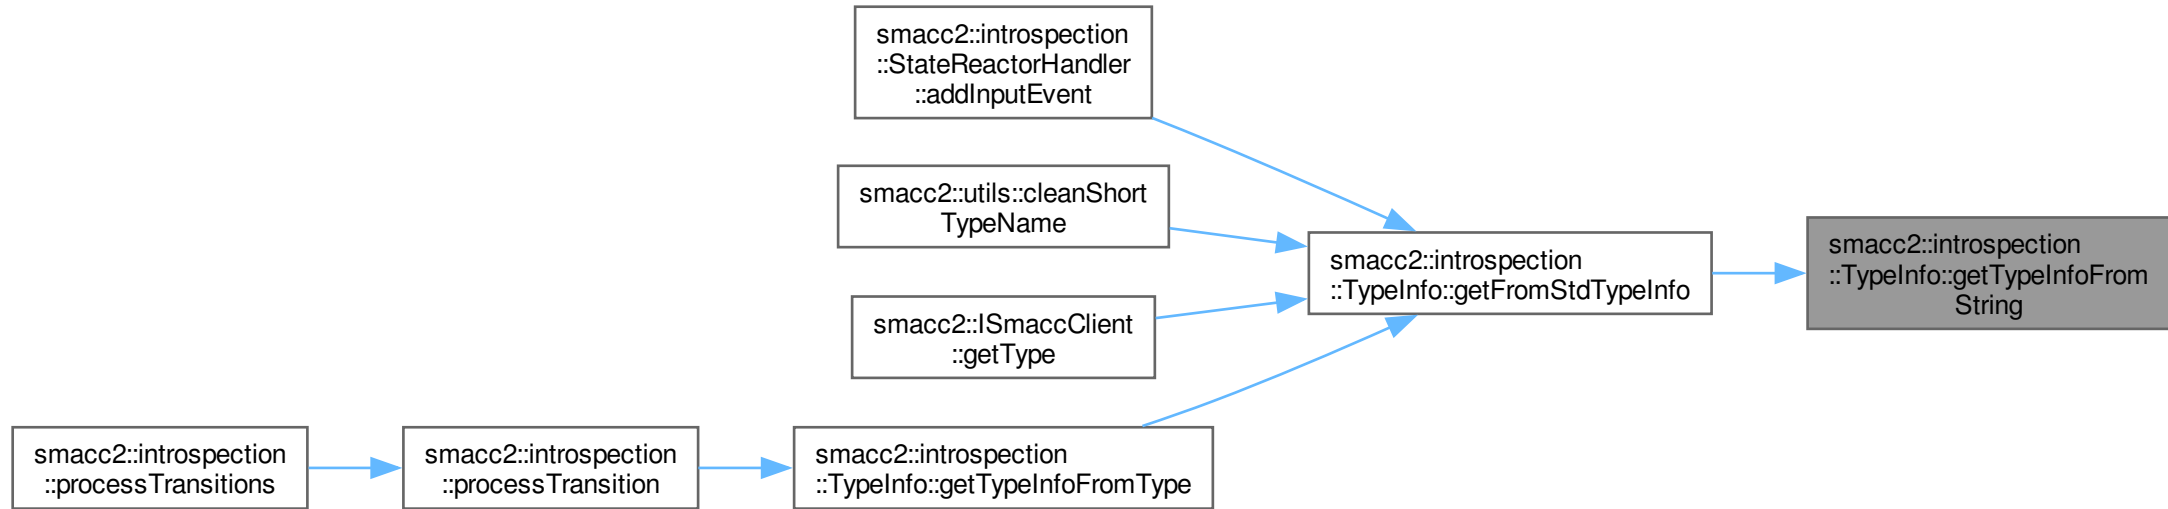 smacc2::introspection
::StateReactorHandler
::addInputEvent
smacc2::utils::cleanShort
TypeName
smacc2::ISmaccClient
::getType
smacc2::introspection
::processTransitions
smacc2::introspection
::processTransition
smacc2::introspection
::TypeInfo::getTypeInfoFromType
smacc2::introspection
::TypeInfo::getFromStdTypeInfo
smacc2::introspection
::TypeInfo::getTypeInfoFrom
String